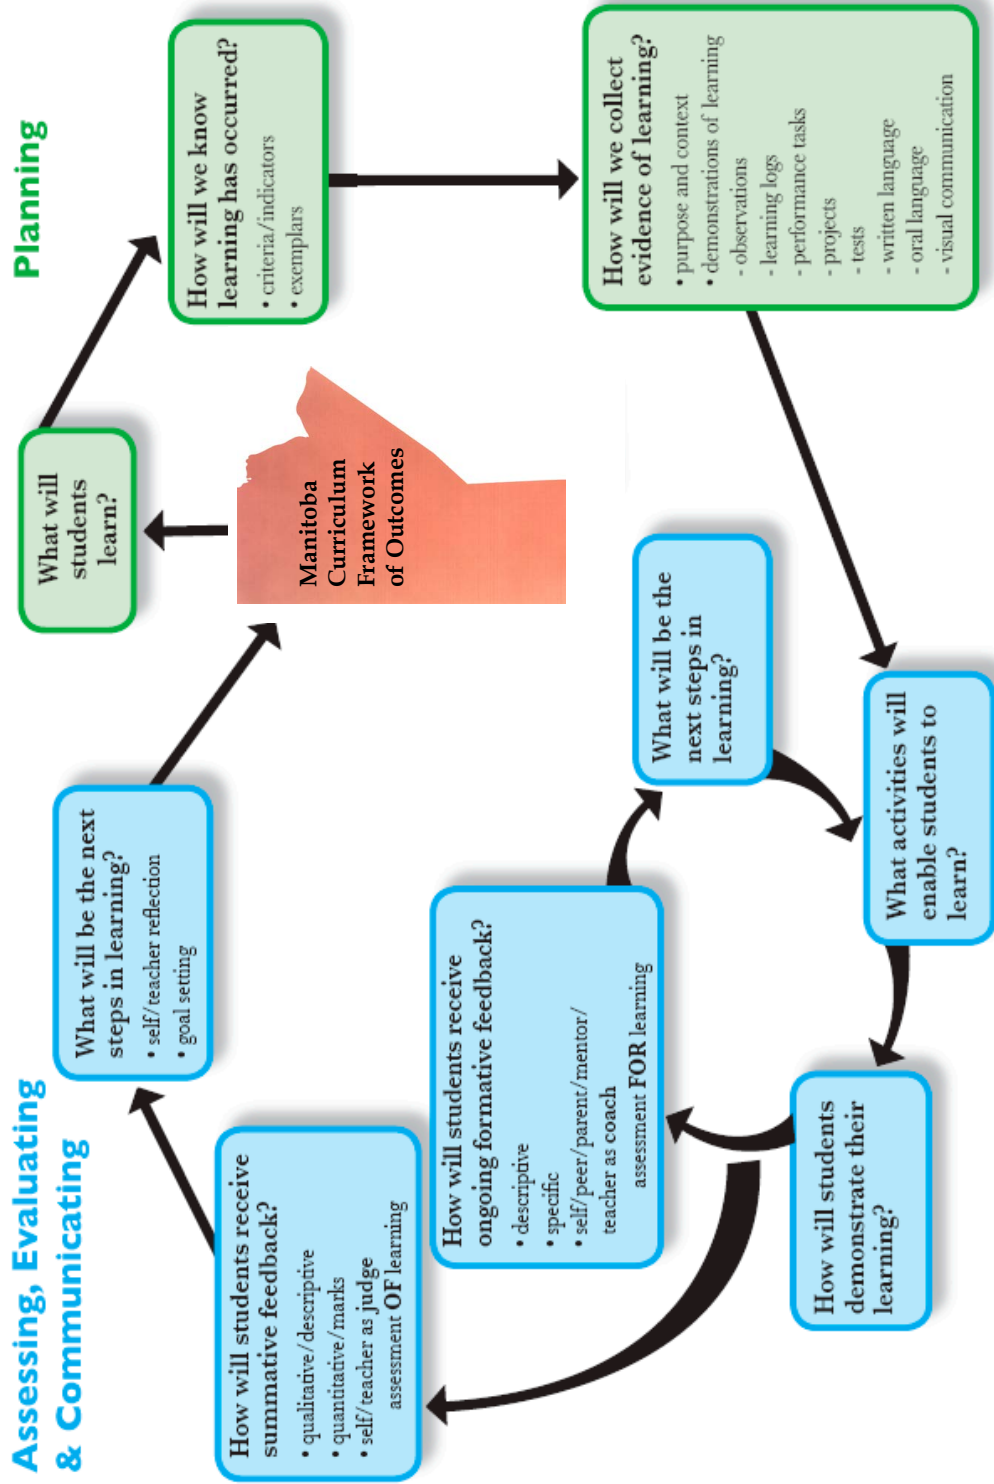 Assessing, Evaluating
& Communicating
Planning
What will
students
learn?
How will we know
learning has occurred?
• criteria/indicators
• exemplars
How will we collect
evidence of learning?
• purpose and context
• demonstrations of learning
- observations
- learning logs
- performance tasks
- projects
- tests
- written language
- oral language
- visual communication
Manitoba
Curriculum
Framework
of Outcomes
What will be the next
steps in learning?
• self/teacher reflection
• goal setting
How will students receive
summative feedback?
• qualitative/descriptive
• quantitative/marks
• self/teacher as judge
assessment OF learning
How will students receive
ongoing formative feedback?
• descriptive
• specific
• self/peer/parent/mentor/
teacher as coach
assessment FOR learning
What will be the
next steps in
learning?
What activities will
enable students to
learn?
How will students
demonstrate their
learning?